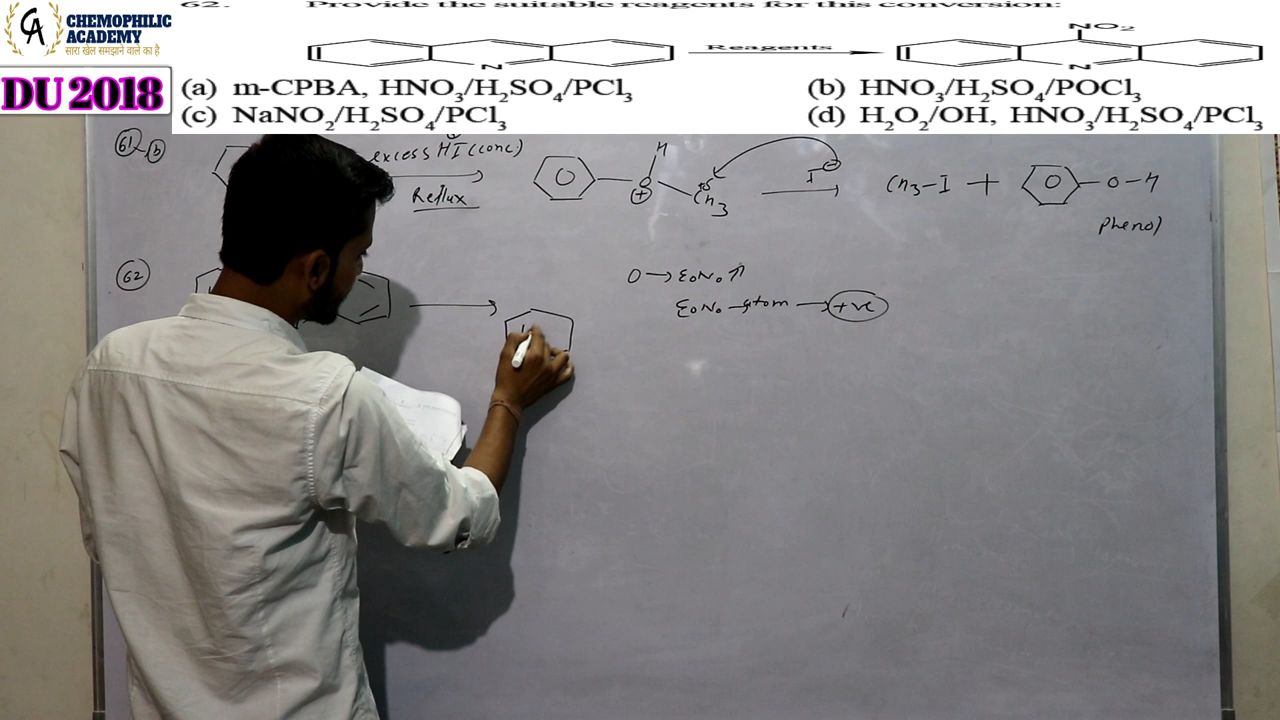 62. Provide the suitable reagents for this conversion:
CA CHEMOPHILIC ACADEMY
सारा खेल समझाने वाले का है
N Reagents NO₂ N
DU 2018
(a) m-CPBA, HNO₃/H₂SO₄/PCl₃ (b) HNO₃/H₂SO₄/POCl₃
(c) NaNO₂/H₂SO₄/PCl₃ (d) H₂O₂/OH, HNO₃/H₂SO₄/PCl₃
61 b excess HI (conc) Reflux H O + CH₃ I⊖ CH₃-I + O-H
phenol
62 O → E.N. ↑
E.N. → atom → +ve